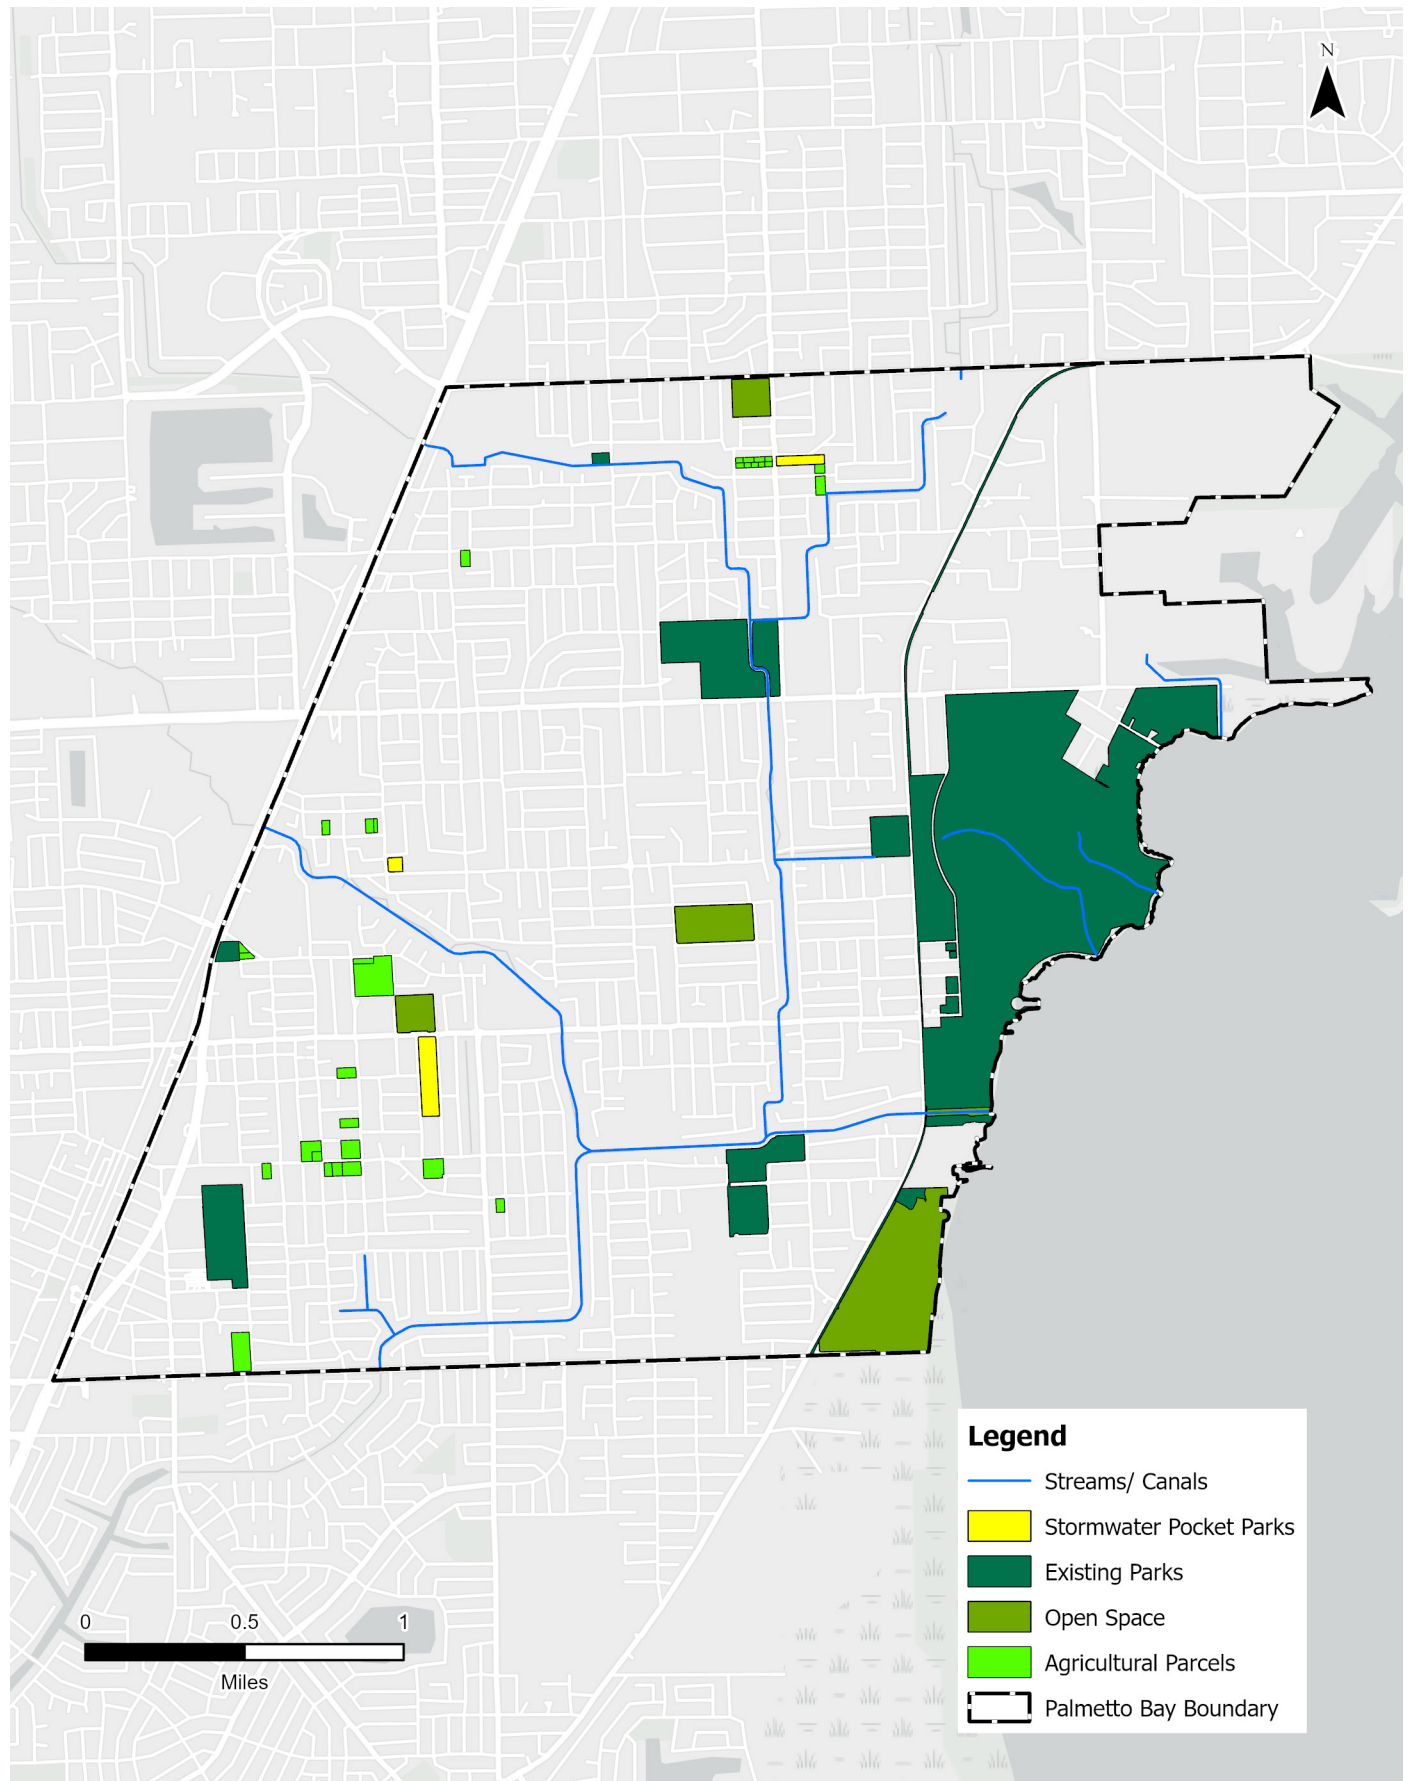 N
Legend
Streams/ Canals
Stormwater Pocket Parks
Existing Parks
Open Space
Agricultural Parcels
Palmetto Bay Boundary
0 0.5 1
Miles